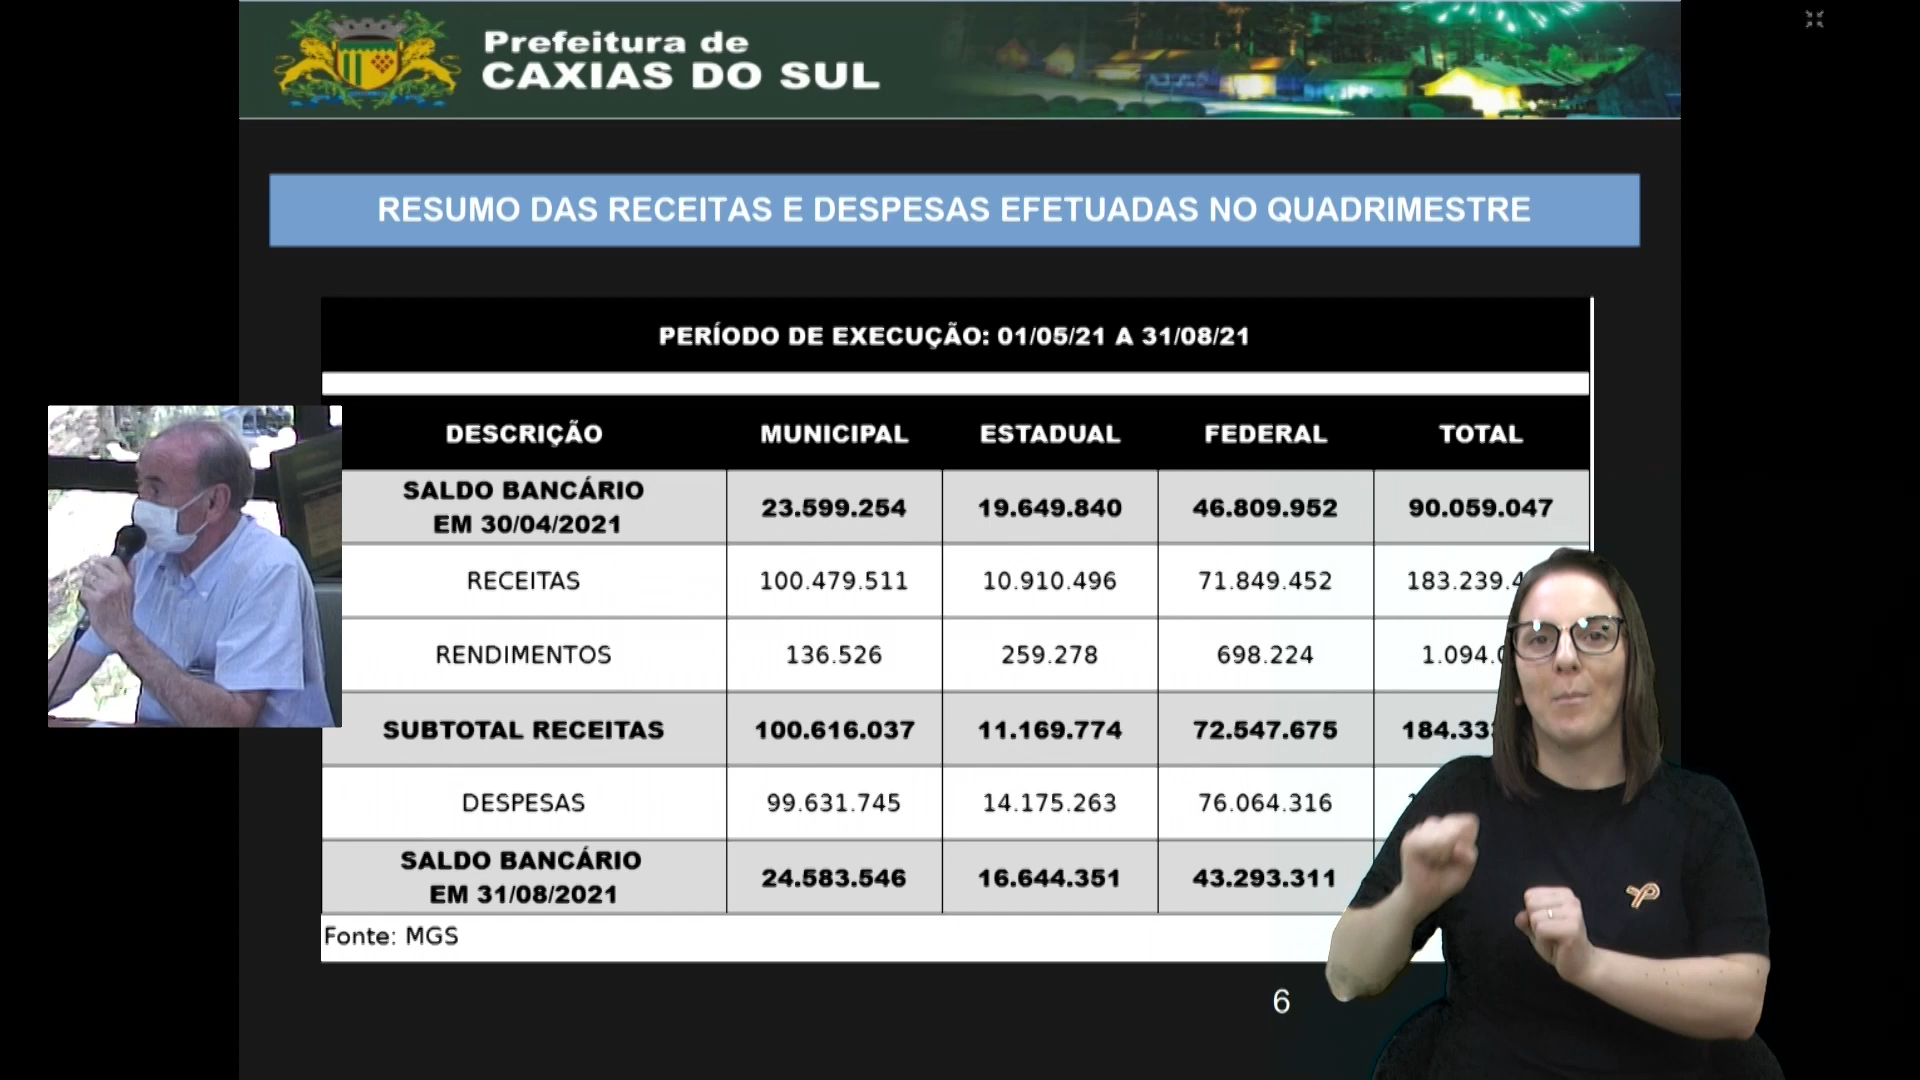 Prefeitura de
CAXIAS DO SUL
RESUMO DAS RECEITAS E DESPESAS EFETUADAS NO QUADRIMESTRE
PERÍODO DE EXECUÇÃO: 01/05/21 A 31/08/21
DESCRIÇÃO MUNICIPAL ESTADUAL FEDERAL TOTAL
SALDO BANCÁRIO
EM 30/04/2021 23.599.254 19.649.840 46.809.952 90.059.047
RECEITAS 100.479.511 10.910.496 71.849.452
RENDIMENTOS 136.526 259.278 698.224
SUBTOTAL RECEITAS 100.616.037 11.169.774 72.547.675
DESPESAS 99.631.745 14.175.263 76.064.316
SALDO BANCÁRIO
EM 31/08/2021 24.583.546 16.644.351 43.293.311
Fonte: MGS
6